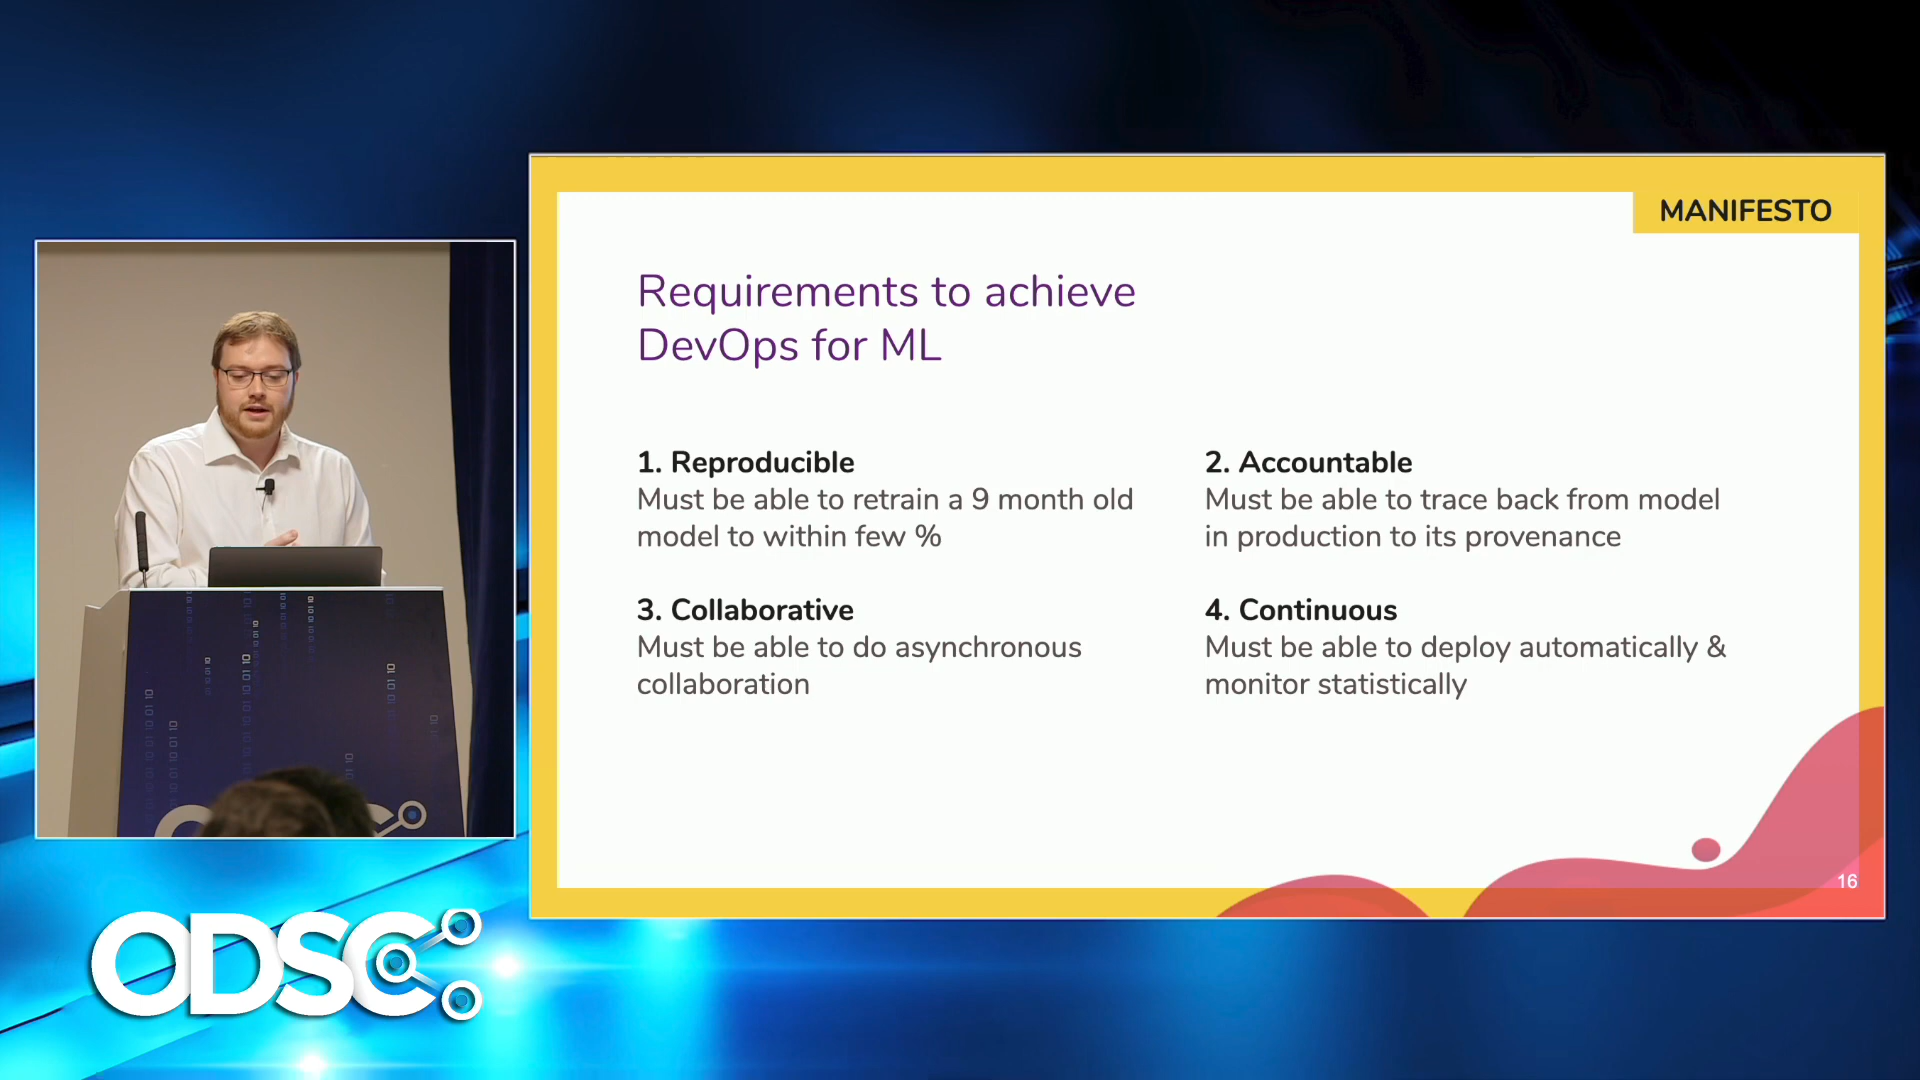 MANIFESTO
Requirements to achieve
DevOps for ML
1. Reproducible
Must be able to retrain a 9 month old
model to within few %
2. Accountable
Must be able to trace back from model
in production to its provenance
3. Collaborative
Must be able to do asynchronous
collaboration
4. Continuous
Must be able to deploy automatically &
monitor statistically
16
ODSC